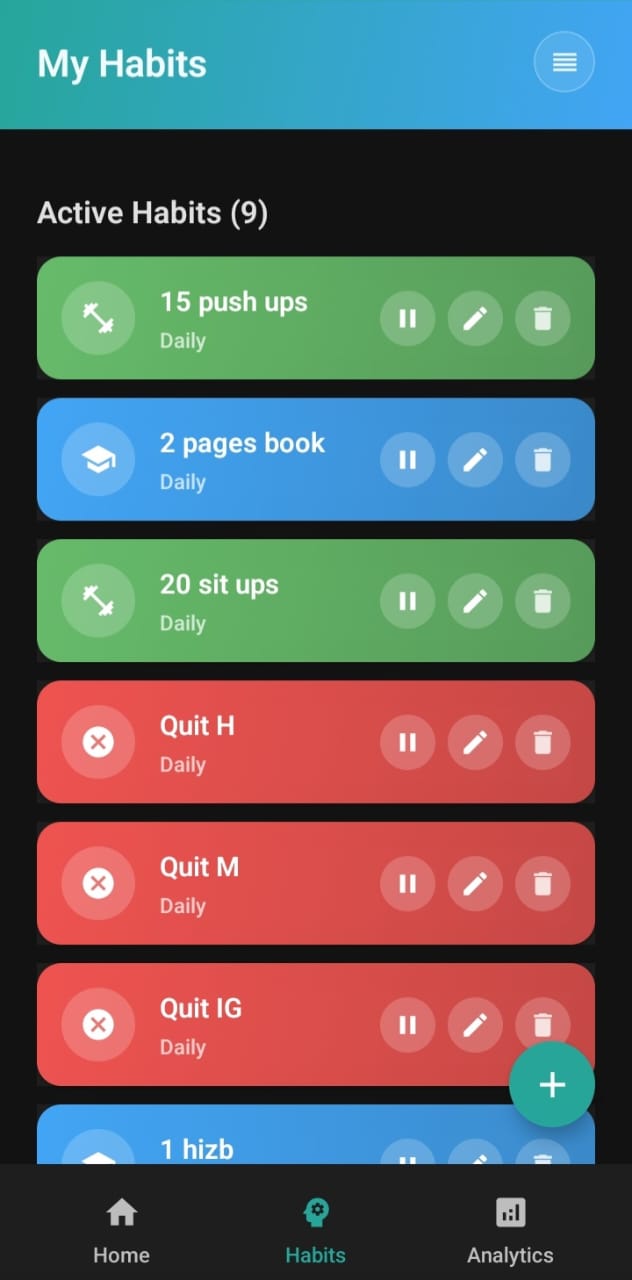 My Habits
Active Habits (9)
15 push ups
Daily
2 pages book
Daily
20 sit ups
Daily
Quit H
Daily
Quit M
Daily
Quit IG
Daily
1 hizb
Home
Habits
Analytics